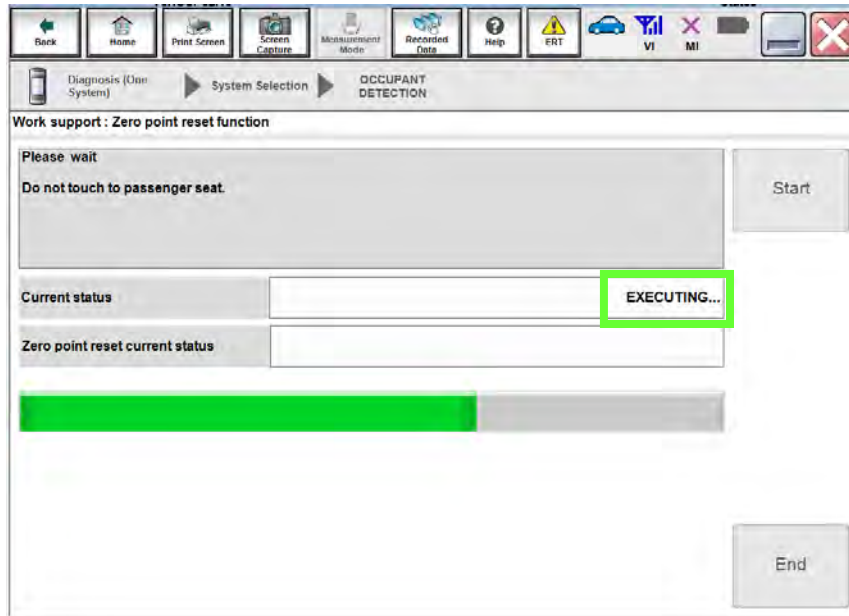 Back
Home
Print Screen
Screen
Capture
Measurement
Mode
Recorded
Data
Help
ERT
VI
MI
Diagnosis (One
System)
System Selection
OCCUPANT
DETECTION
Work support : Zero point reset function
Please wait
Do not touch to passenger seat.
Start
Current status
EXECUTING...
Zero point reset current status
End